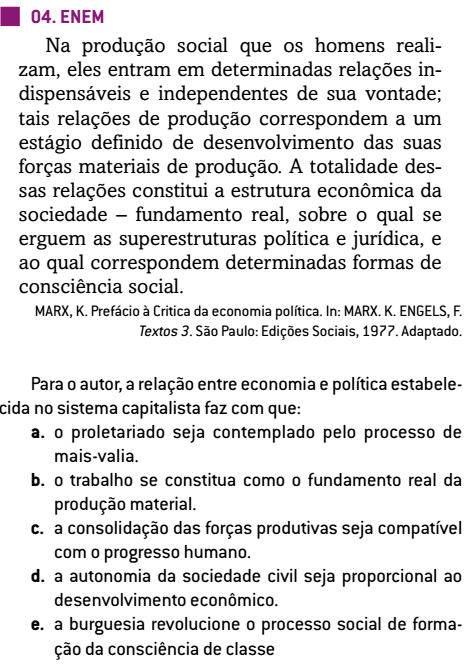 04. ENEM
Na produção social que os homens reali-
zam, eles entram em determinadas relações in-
dispensáveis e independentes de sua vontade;
tais relações de produção correspondem a um
estágio definido de desenvolvimento das suas
forças materiais de produção. A totalidade des-
sas relações constitui a estrutura econômica da
sociedade – fundamento real, sobre o qual se
erguem as superestruturas política e jurídica, e
ao qual correspondem determinadas formas de
consciência social.
MARX, K. Prefácio à Critica da economia política. In: MARX. K. ENGELS, F.
Textos 3. São Paulo: Edições Sociais, 1977. Adaptado.
Para o autor, a relação entre economia e política estabele-
cida no sistema capitalista faz com que:
a. o proletariado seja contemplado pelo processo de
mais-valia.
b. o trabalho se constitua como o fundamento real da
produção material.
c. a consolidação das forças produtivas seja compatível
com o progresso humano.
d. a autonomia da sociedade civil seja proporcional ao
desenvolvimento econômico.
e. a burguesia revolucione o processo social de forma-
ção da consciência de classe